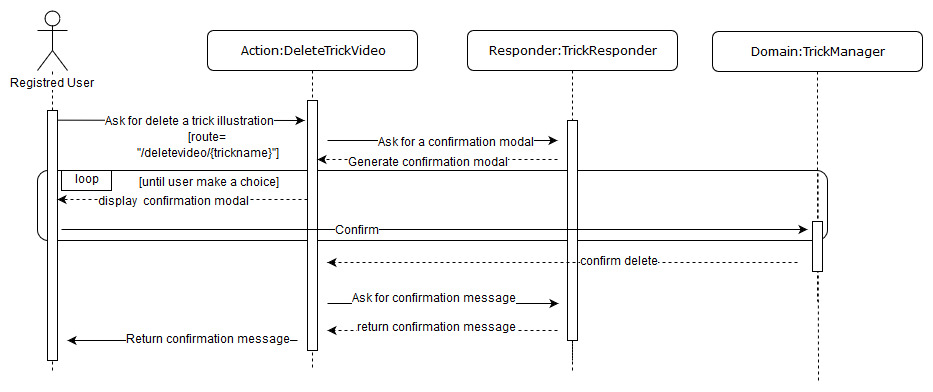 Action:DeleteTrickVideo
Responder:TrickResponder
Domain:TrickManager
Registred User
Ask for delete a trick illustration
[route=
"/deletevideo/{trickname}"]
Ask for a confirmation modal
Generate confirmation modal
loop
[until user make a choice]
display confirmation modal
Confirm
confirm delete
Ask for confirmation message
return confirmation message
Return confirmation message